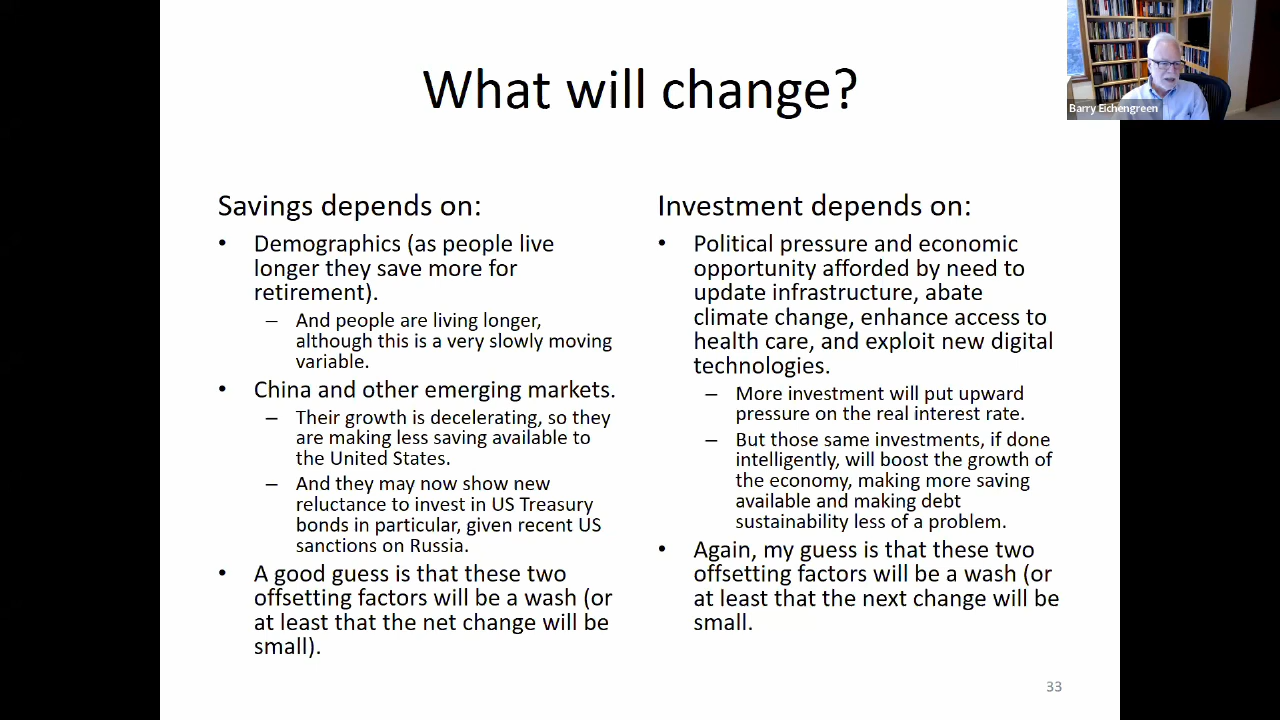 What will change?
Barry Eichengreen
Savings depends on:
• Demographics (as people live
longer they save more for
retirement).
– And people are living longer,
although this is a very slowly moving
variable.
• China and other emerging markets.
– Their growth is decelerating, so they
are making less saving available to
the United States.
– And they may now show new
reluctance to invest in US Treasury
bonds in particular, given recent US
sanctions on Russia.
• A good guess is that these two
offsetting factors will be a wash (or
at least that the net change will be
small).
Investment depends on:
• Political pressure and economic
opportunity afforded by need to
update infrastructure, abate
climate change, enhance access to
health care, and exploit new digital
technologies.
– More investment will put upward
pressure on the real interest rate.
– But those same investments, if done
intelligently, will boost the growth of
the economy, making more saving
available and making debt
sustainability less of a problem.
• Again, my guess is that these two
offsetting factors will be a wash (or
at least that the next change will be
small.
33